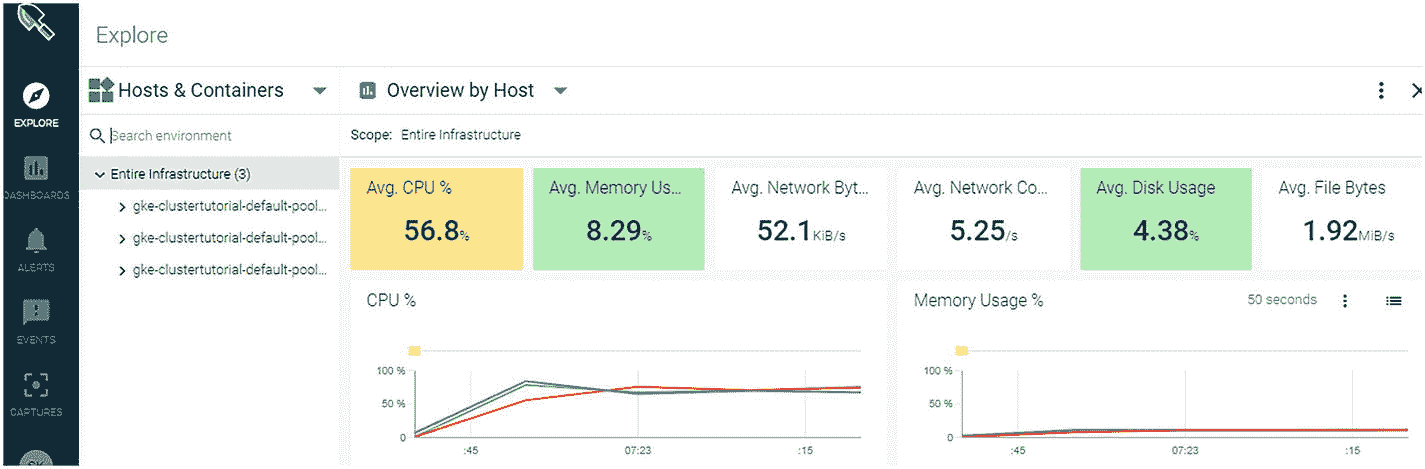 Explore
EXPLORE
DASHBOARDS
ALERTS
EVENTS
CAPTURES
Hosts & Containers
Search environment
Entire Infrastructure (3)
gke-clustertutorial-default-pool...
gke-clustertutorial-default-pool...
gke-clustertutorial-default-pool...
Overview by Host
Scope: Entire Infrastructure
Avg. CPU %
56.8%
Avg. Memory Us...
8.29%
Avg. Network Byt...
52.1KiB/s
Avg. Network Co...
5.25/s
Avg. Disk Usage
4.38%
Avg. File Bytes
1.92MiB/s
CPU %
100 %
50 %
0
:45 07:23 :15
Memory Usage %
50 seconds
100 %
50 %
0
:45 07:23 :15